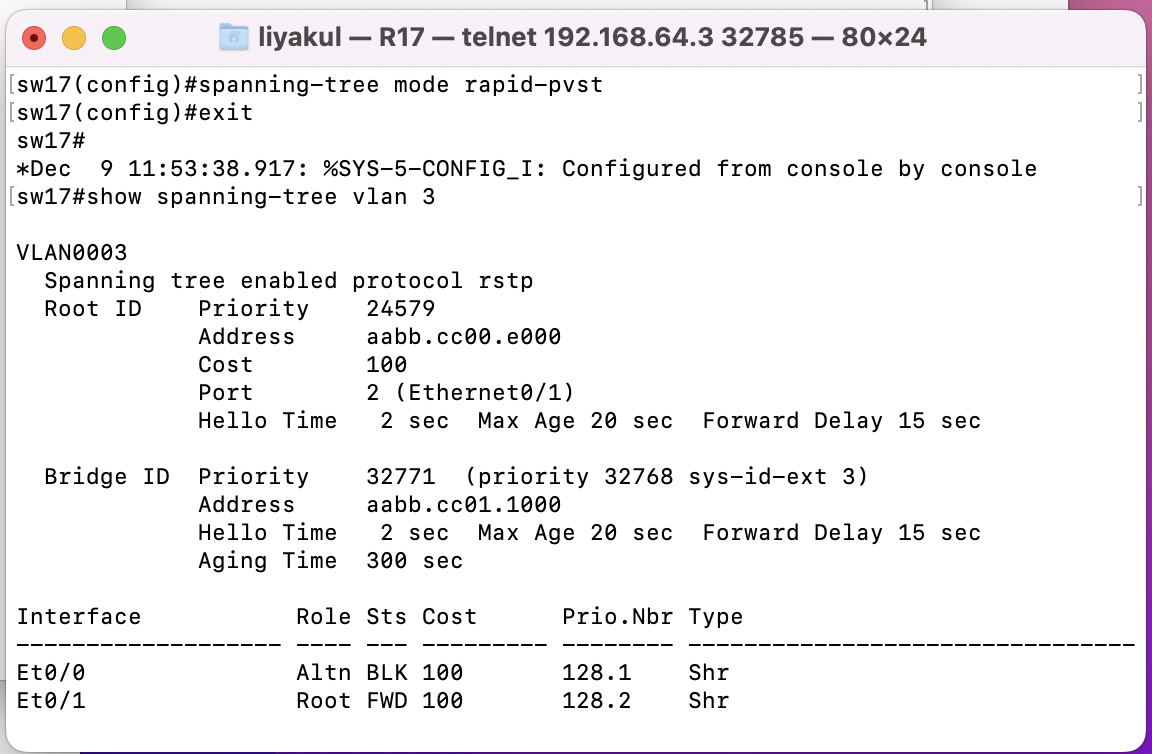 liyakul — R17 — telnet 192.168.64.3 32785 — 80×24
[sw17(config)#spanning-tree mode rapid-pvst ]
[sw17(config)#exit ]
sw17#
*Dec  9 11:53:38.917: %SYS-5-CONFIG_I: Configured from console by console
[sw17#show spanning-tree vlan 3 ]

VLAN0003
  Spanning tree enabled protocol rstp
  Root ID    Priority    24579
             Address     aabb.cc00.e000
             Cost        100
             Port        2 (Ethernet0/1)
             Hello Time   2 sec  Max Age 20 sec  Forward Delay 15 sec

  Bridge ID  Priority    32771  (priority 32768 sys-id-ext 3)
             Address     aabb.cc01.1000
             Hello Time   2 sec  Max Age 20 sec  Forward Delay 15 sec
             Aging Time  300 sec

Interface           Role Sts Cost      Prio.Nbr Type
------------------- ---- --- --------- -------- --------------------------------
Et0/0               Altn BLK 100       128.1    Shr
Et0/1               Root FWD 100       128.2    Shr